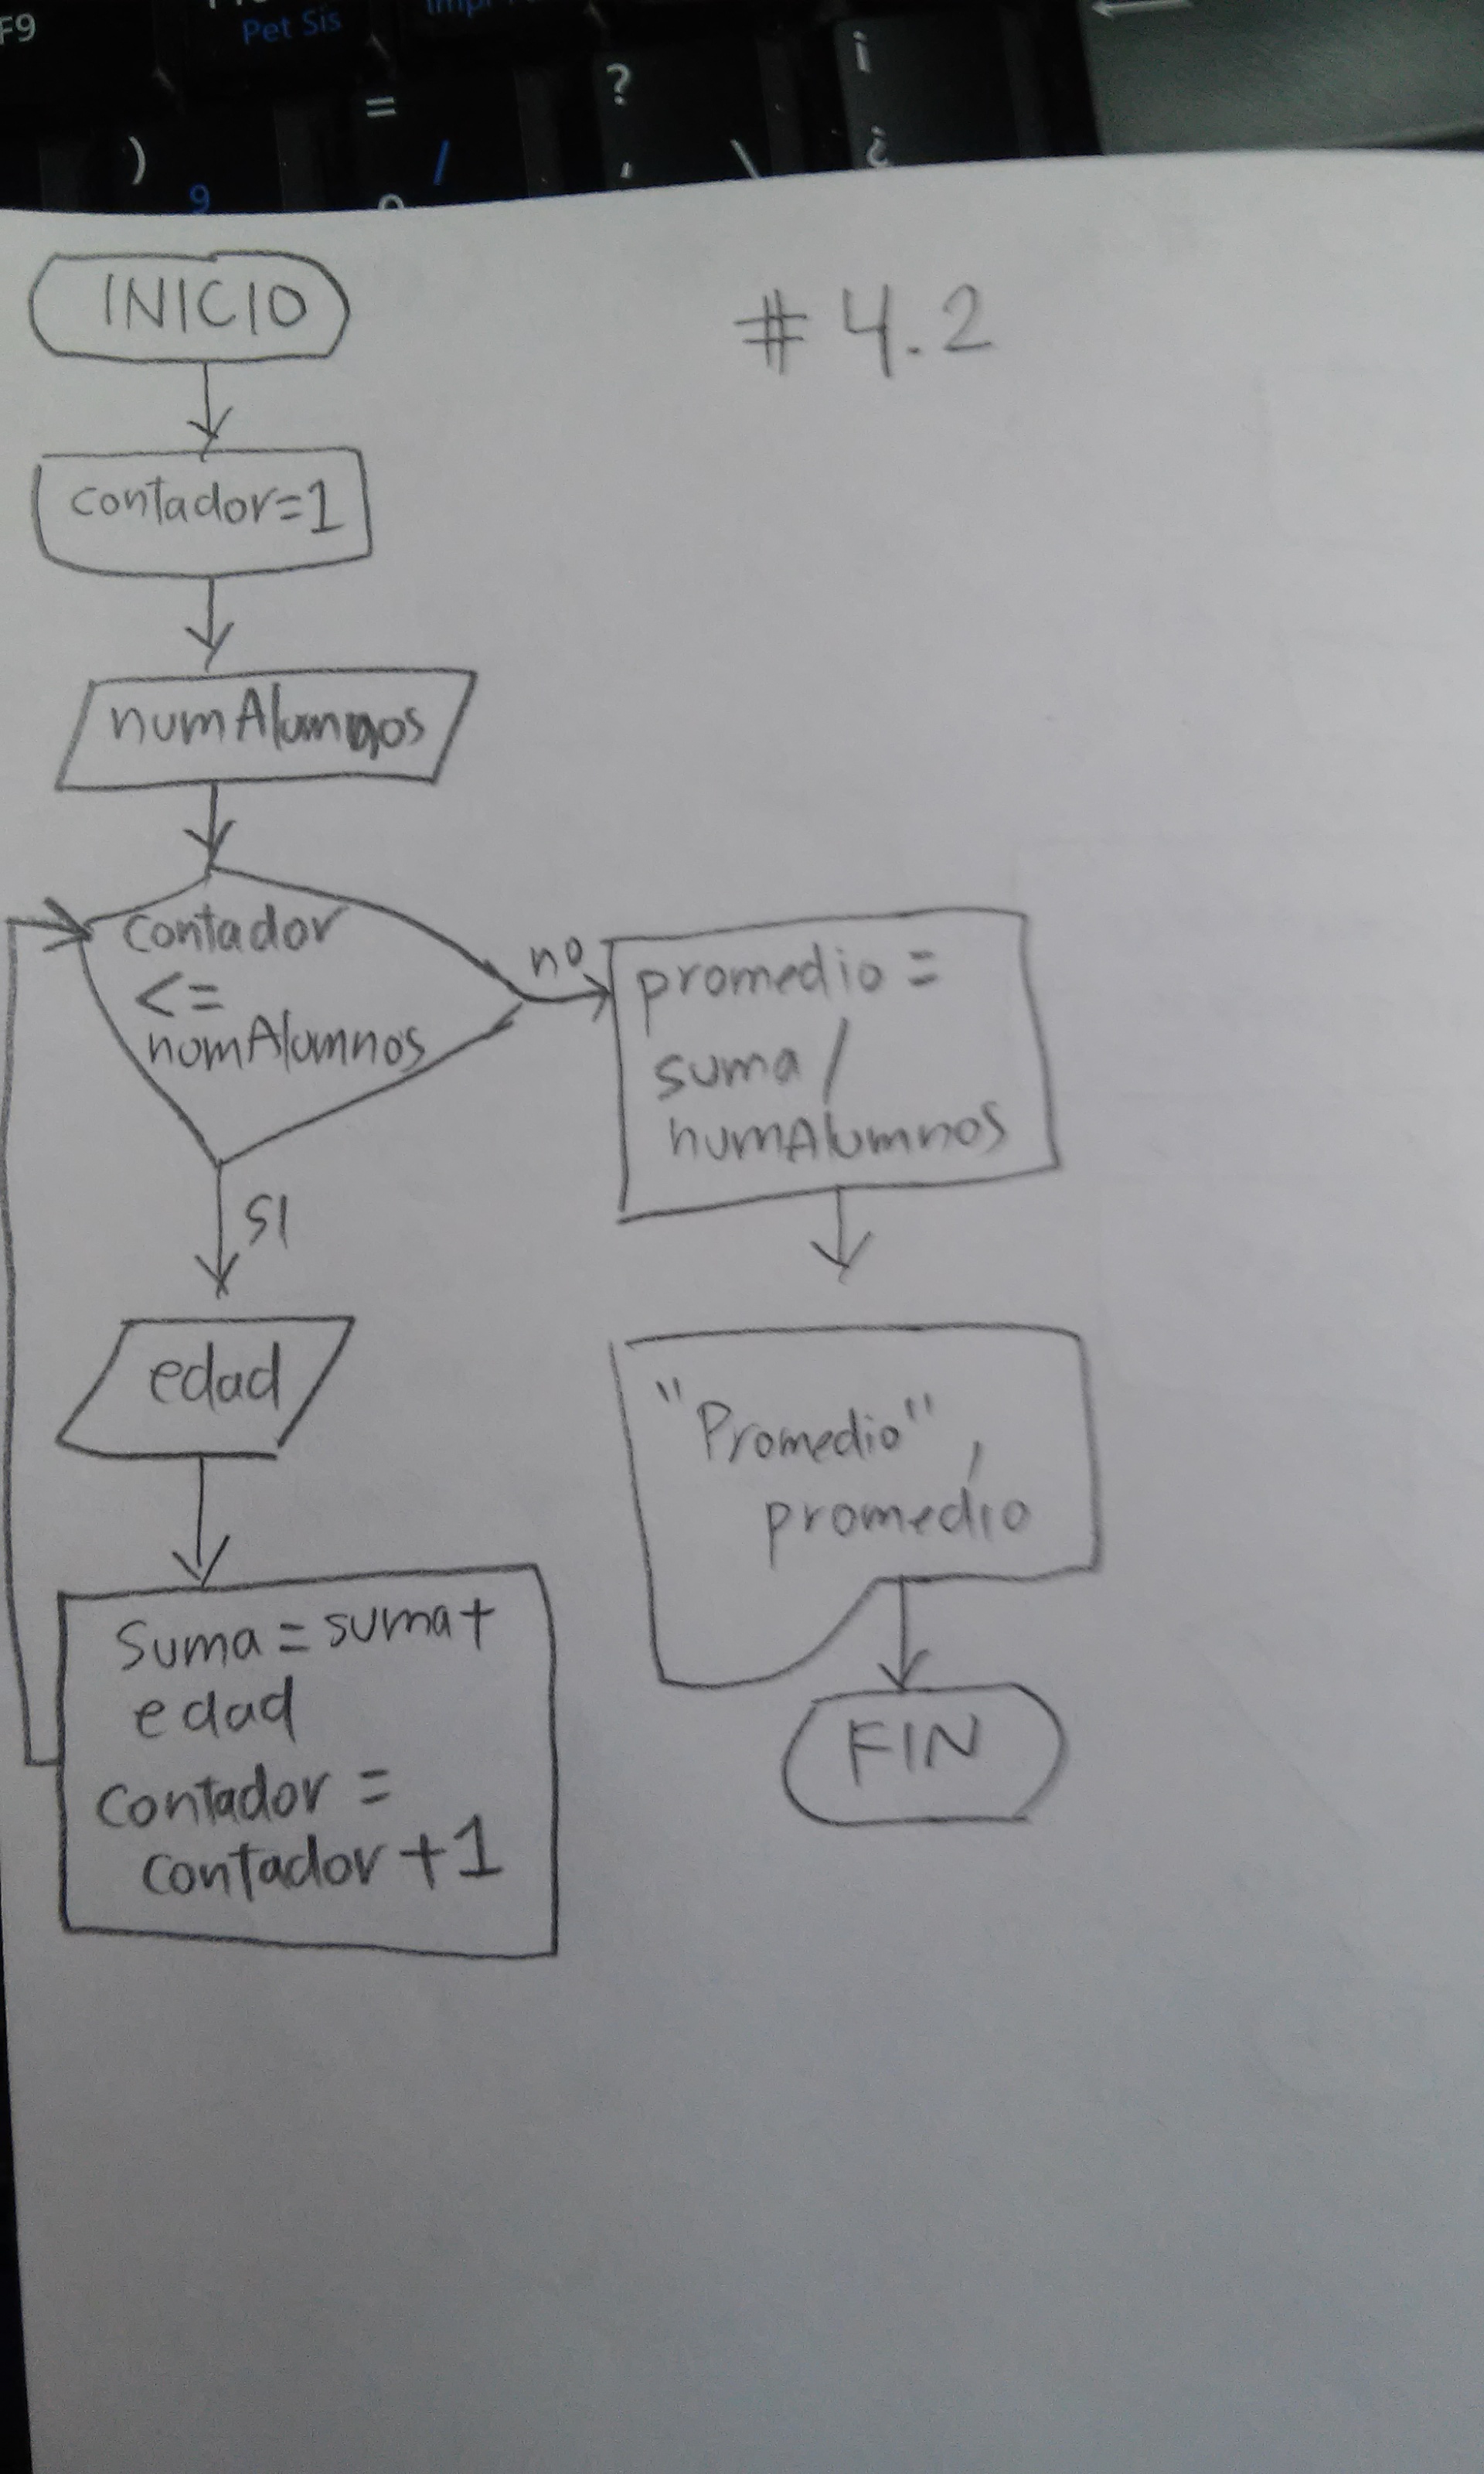 F9
Pet Sis
=
?
¡
)
9
/
,
\
¿
INICIO
# 4.2
contador=1
numAlumnos
contador
<=
numAlumnos
no
SI
promedio =
suma /
numAlumnos
edad
"Promedio",
promedio
suma = suma +
edad
contador =
contador + 1
FIN